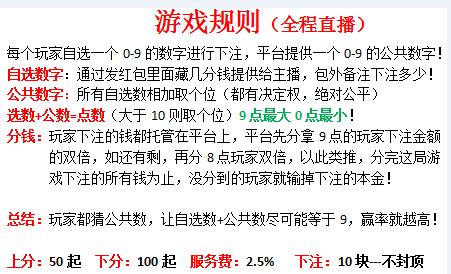 游戏规则（全程直播）
每个玩家自选一个 0-9 的数字进行下注，平台提供一个 0-9 的公共数字！
自选数字：通过发红包里面藏几分钱提供给主播，包外备注下注多少！
公共数字：所有自选数相加取个位（都有决定权，绝对公平）
选数+公数=点数（大于 10 则取个位）9 点最大 0 点最小！
分钱：玩家下注的钱都托管在平台上，平台先分拿 9 点的玩家下注金额
的双倍，如还有剩，再分 8 点玩家双倍，以此类推，分完这局游
戏下注的所有钱为止，没分到的玩家就输掉下注的本金！
总结：玩家都猜公共数，让自选数+公共数尽可能等于 9，赢率就越高！
上分：50 起 下分：100 起 服务费：2.5% 下注：10 块---不封顶